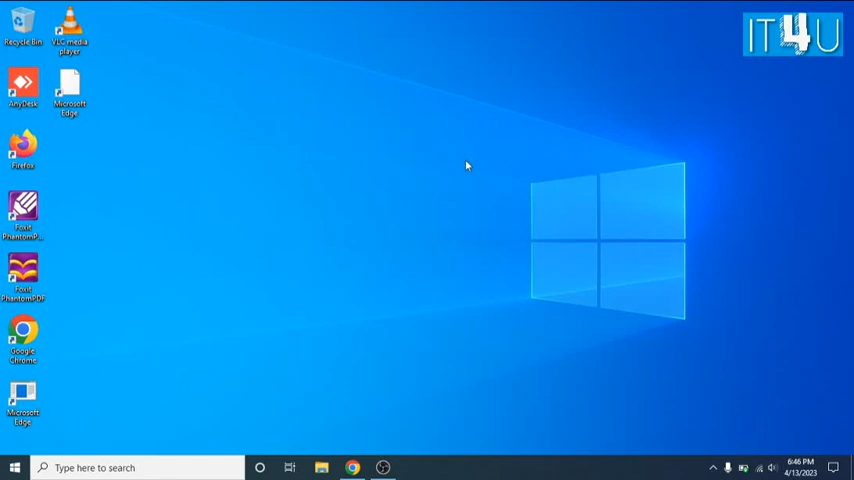 IT4U
Recycle Bin
VLC media
player
AnyDesk
Microsoft
Edge
Firefox
Foxit
PhantomP...
Foxit
PhantomPDF
Google
Chrome
Microsoft
Edge
Type here to search
6:46 PM
4/13/2023